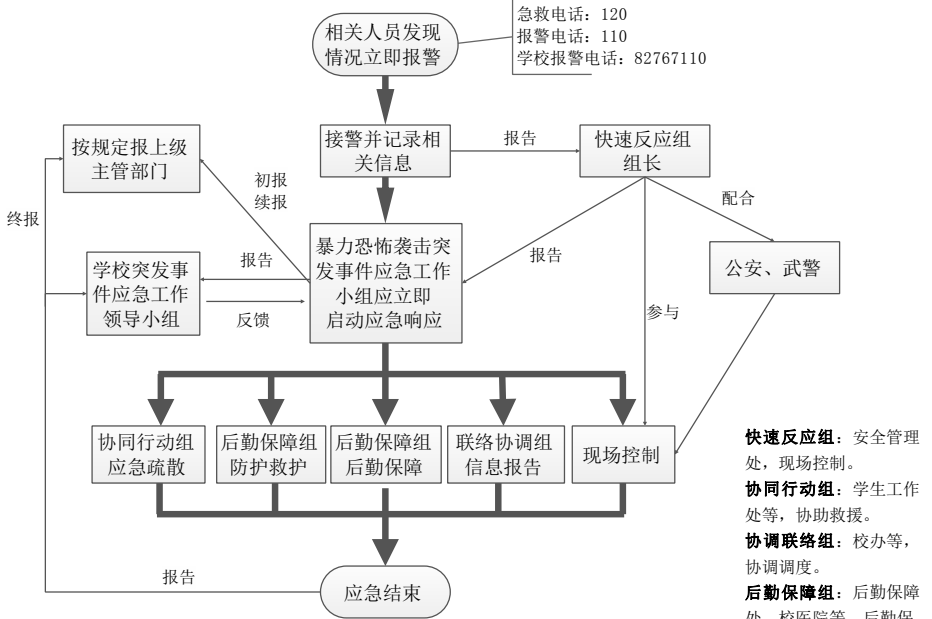 急救电话：120
报警电话：110
学校报警电话：82767110
相关人员发现
情况立即报警
接警并记录相
关信息
报告
快速反应组
组长
按规定报上级
主管部门
初报
续报
配合
终报
暴力恐怖袭击突
发事件应急工作
小组应立即
启动应急响应
报告
报告
公安、武警
学校突发事
件应急工作
领导小组
反馈
参与
协同行动组
应急疏散
后勤保障组
防护救护
后勤保障组
后勤保障
联络协调组
信息报告
现场控制
快速反应组：安全管理
处，现场控制。
协同行动组：学生工作
处等，协助救援。
协调联络组：校办等，
协调调度。
后勤保障组：后勤保障
处、校医院等，后勤保
报告
应急结束